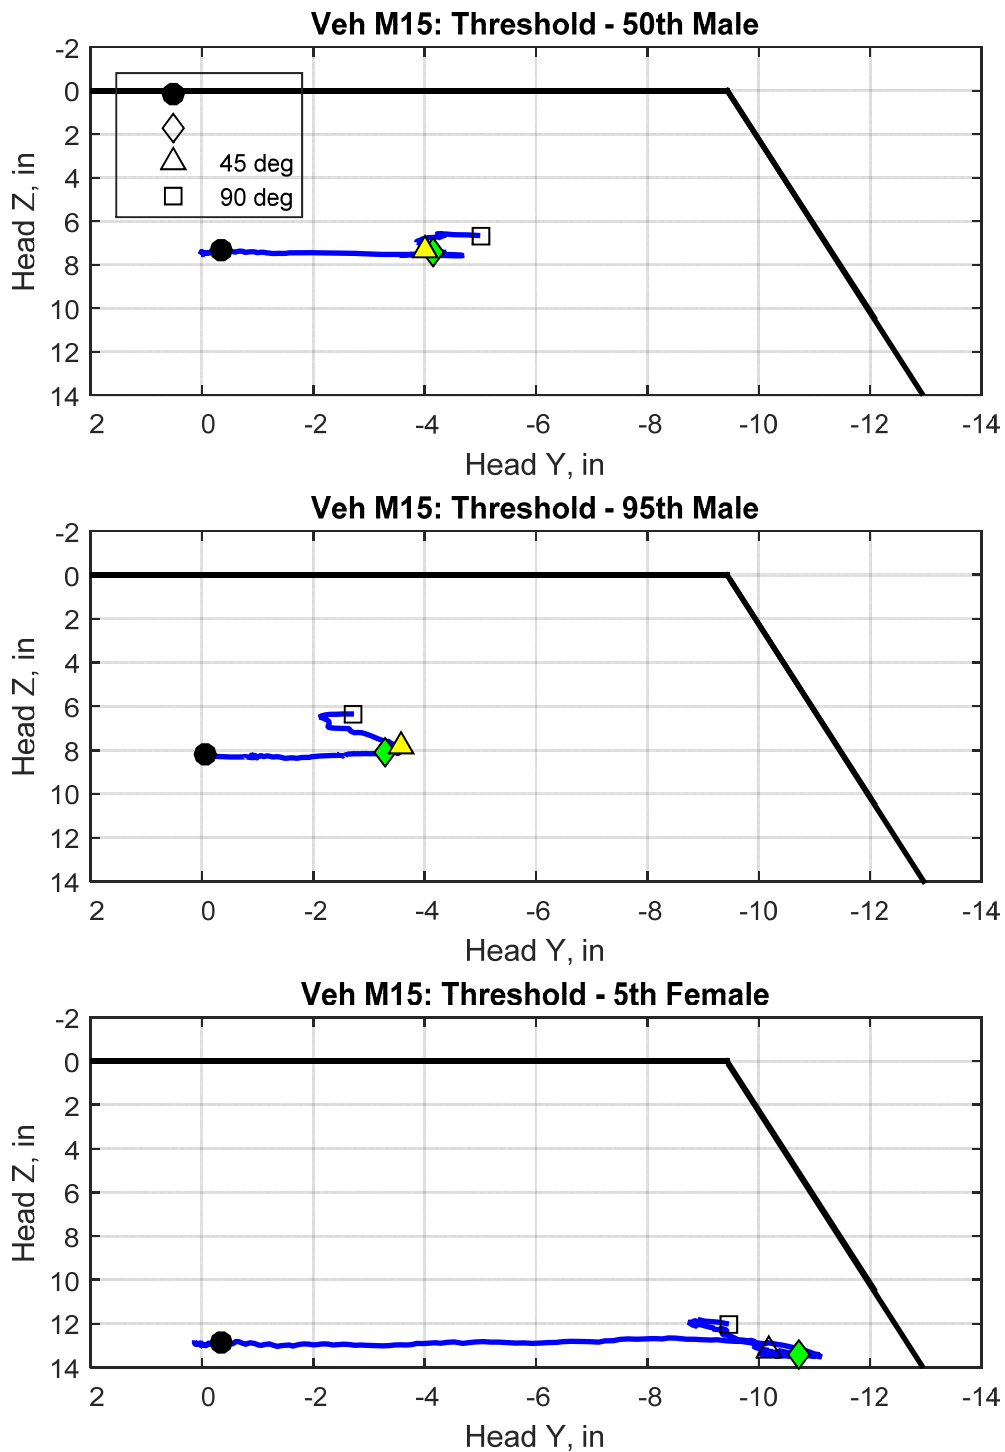 Veh M15: Threshold - 50th Male
-2
0
2
4
6
8
10
12
14
45 deg
90 deg
Head Z, in
2 0 -2 -4 -6 -8 -10 -12 -14
Head Y, in
Veh M15: Threshold - 95th Male
-2
0
2
4
6
8
10
12
14
Head Z, in
2 0 -2 -4 -6 -8 -10 -12 -14
Head Y, in
Veh M15: Threshold - 5th Female
-2
0
2
4
6
8
10
12
14
Head Z, in
2 0 -2 -4 -6 -8 -10 -12 -14
Head Y, in